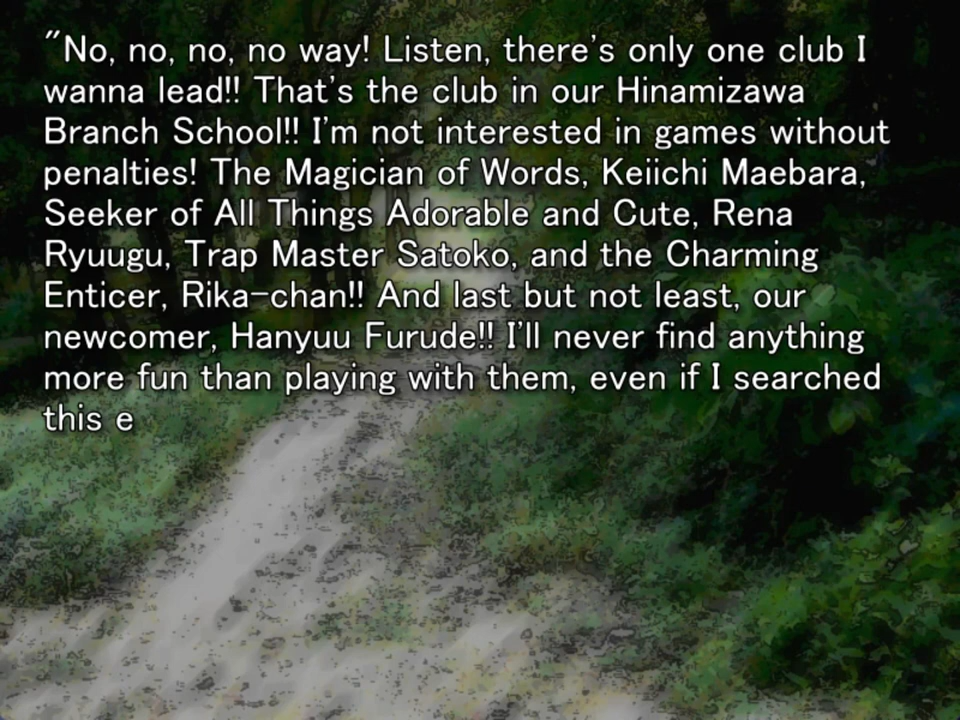 "No, no, no, no way! Listen, there's only one club I
wanna lead!! That's the club in our Hinamizawa
Branch School!! I'm not interested in games without
penalties! The Magician of Words, Keiichi Maebara,
Seeker of All Things Adorable and Cute, Rena
Ryuugu, Trap Master Satoko, and the Charming
Enticer, Rika-chan!! And last but not least, our
newcomer, Hanyuu Furude!! I'll never find anything
more fun than playing with them, even if I searched
this e